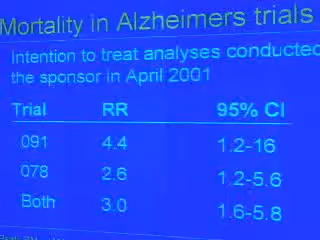 Mortality in Alzheimers trials
Intention to treat analyses conducted
the sponsor in April 2001
Trial RR 95% CI
091 4.4 1.2-16
078 2.6 1.2-5.6
Both 3.0 1.6-5.8